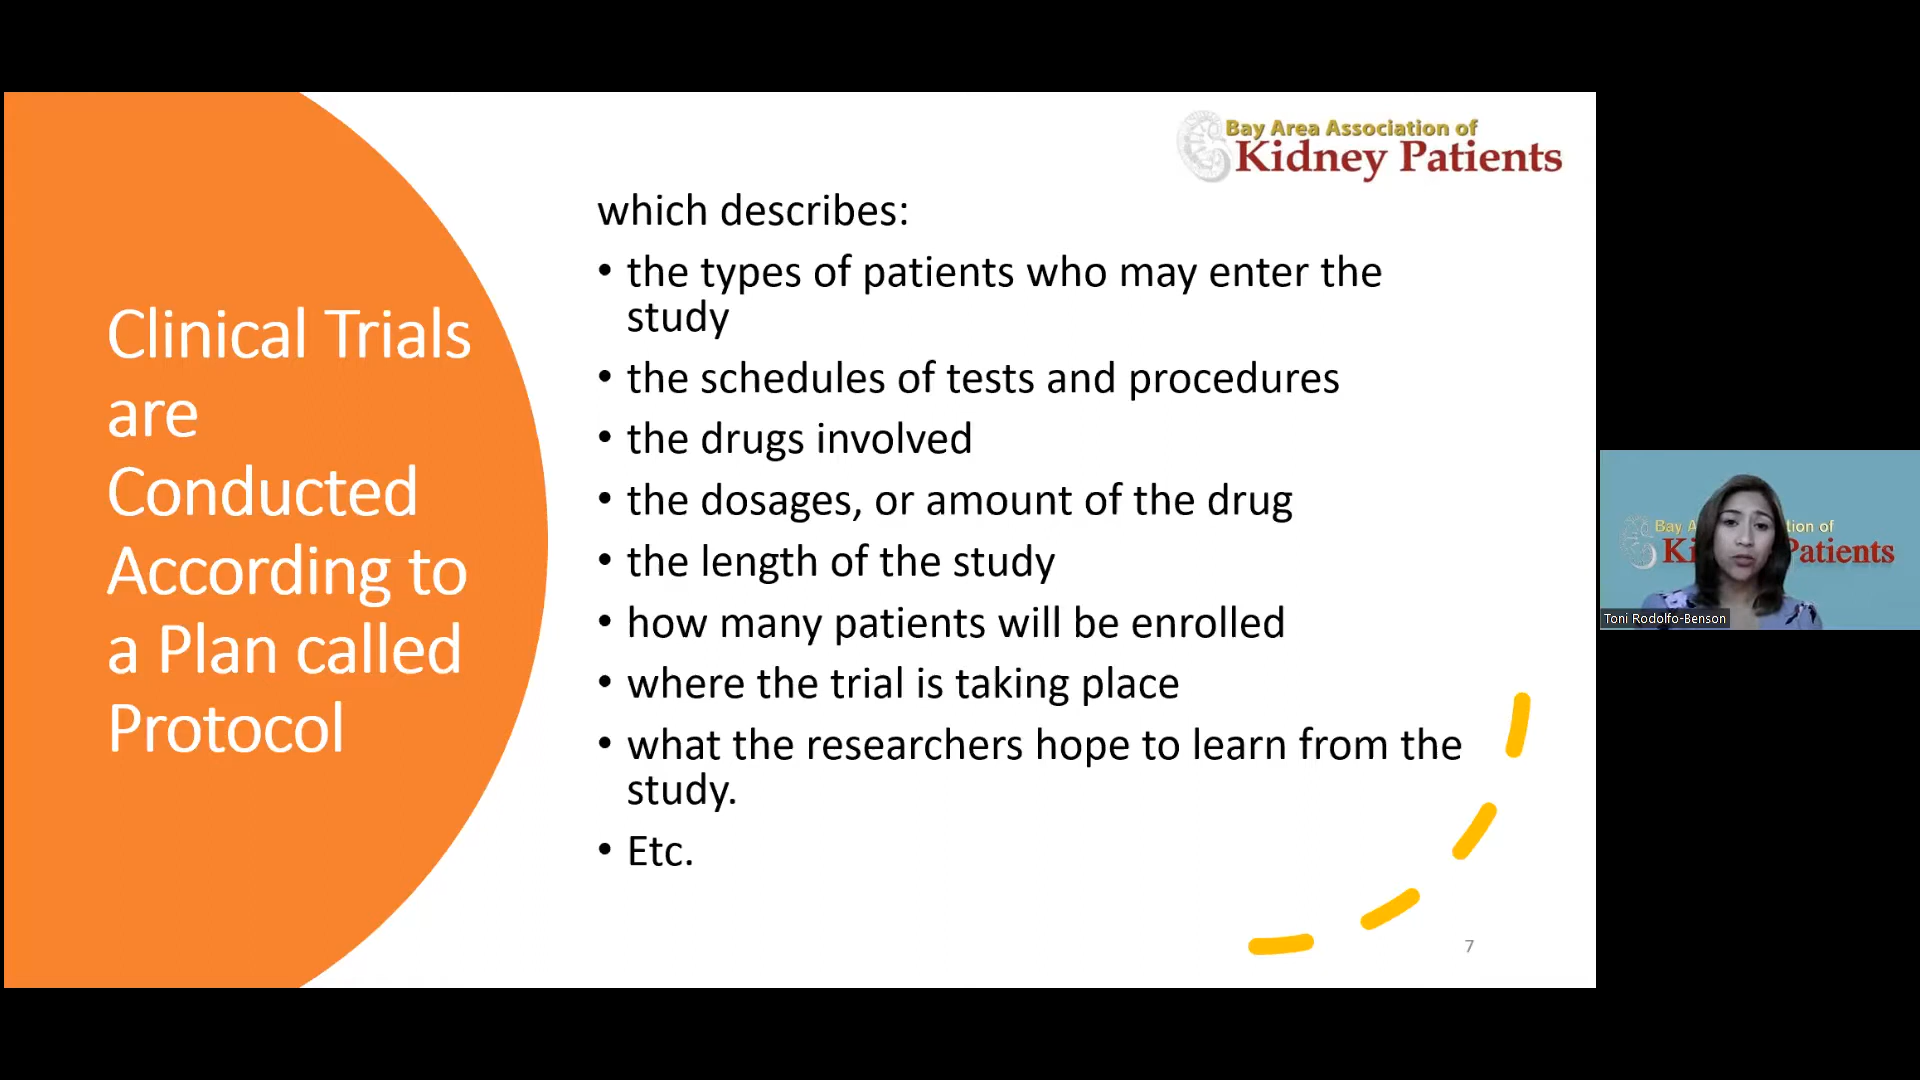 Bay Area Association of
Kidney Patients
Clinical Trials
are
Conducted
According to
a Plan called
Protocol
which describes:
• the types of patients who may enter the
study
• the schedules of tests and procedures
• the drugs involved
• the dosages, or amount of the drug
• the length of the study
• how many patients will be enrolled
• where the trial is taking place
• what the researchers hope to learn from the
study.
• Etc.
7
Bay A tion of
Ki Patients
Toni Rodolfo-Benson